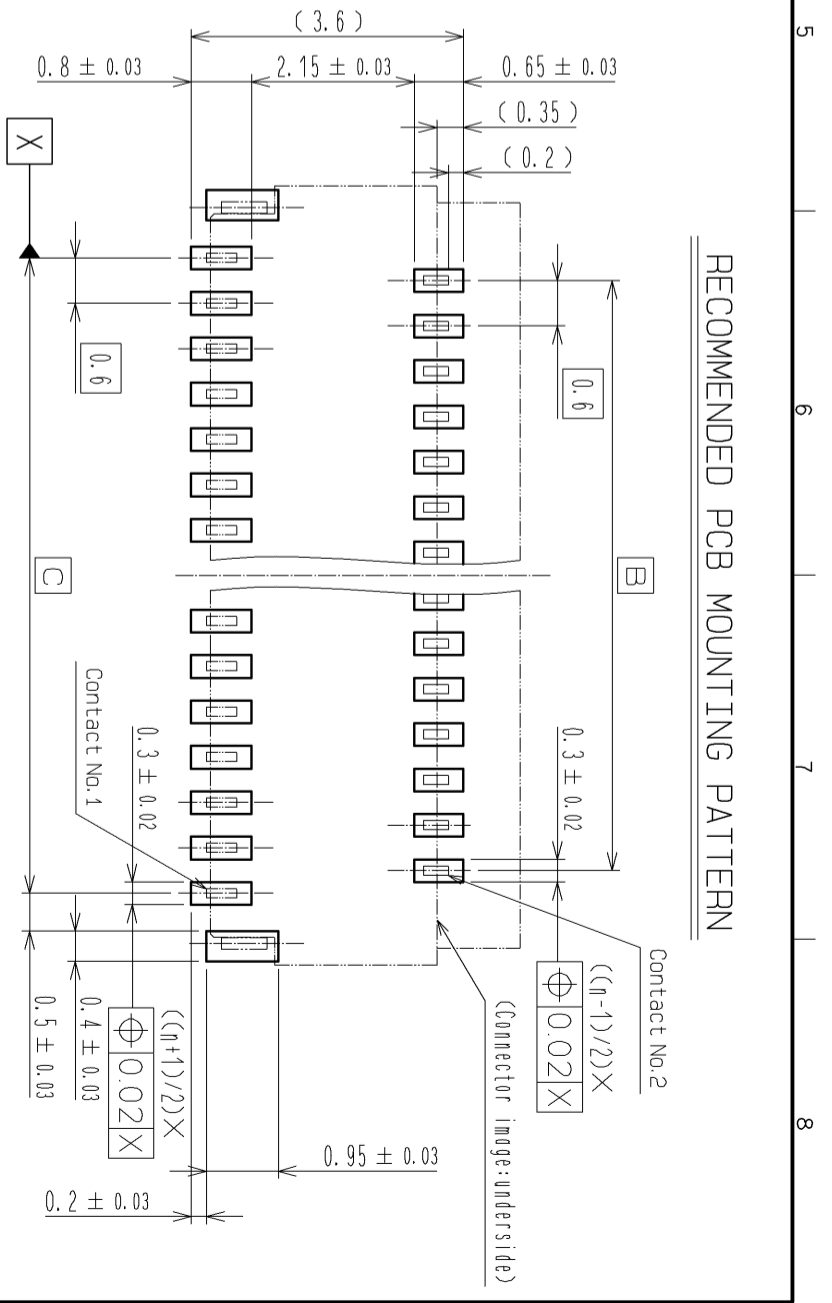 RECOMMENDED PCB MOUNTING PATTERN
5
6
7
8
B
0.6
0.3 ± 0.02
Contact No.2
((n-1)/2)X
⌖ 0.02 X
(Connector image:underside)
( 3.6 )
0.8 ± 0.03
2.15 ± 0.03
0.65 ± 0.03
( 0.35 )
( 0.2 )
X
0.6
C
Contact No.1
0.3 ± 0.02
((n+1)/2)X
⌖ 0.02 X
0.4 ± 0.03
0.5 ± 0.03
0.95 ± 0.03
0.2 ± 0.03